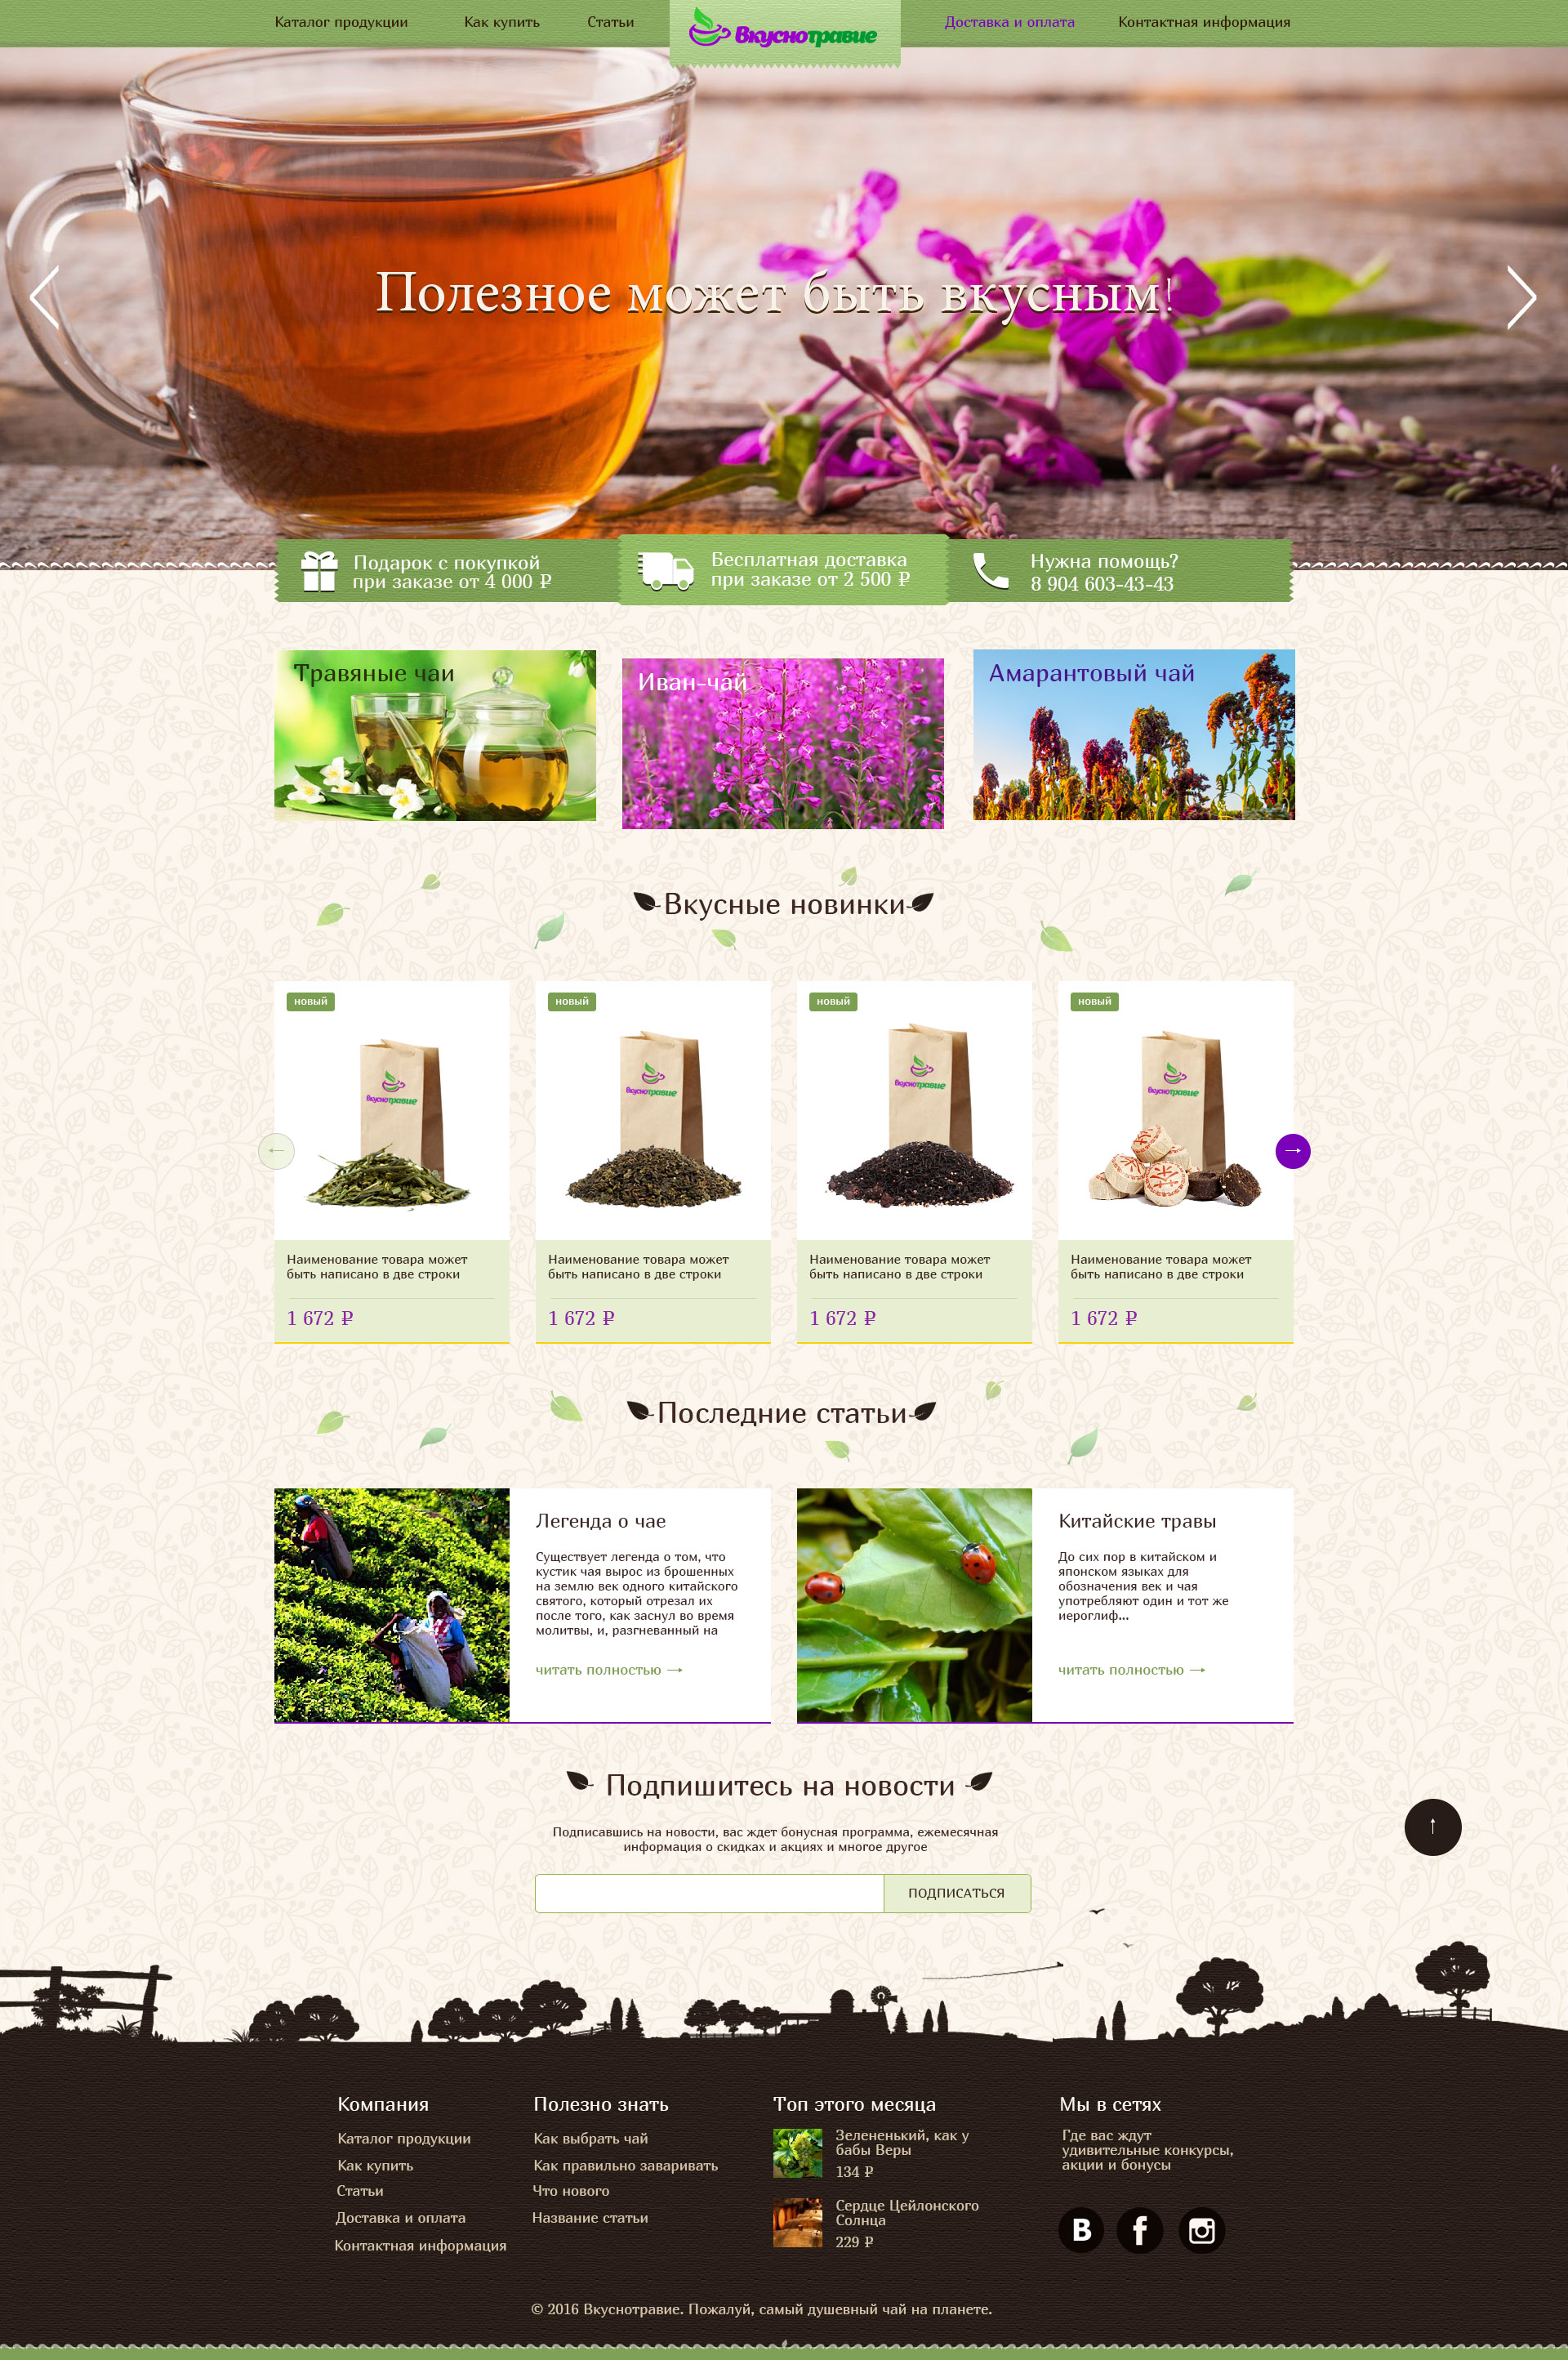 Каталог продукции
Как купить
Статьи
Вкуснотравие
Доставка и оплата
Контактная информация
Полезное может быть вкусным!
Подарок с покупкой
при заказе от 4 000 ₽
Бесплатная доставка
при заказе от 2 500 ₽
Нужна помощь?
8 904 603-43-43
Травяные чаи
Иван-чай
Амарантовый чай
Вкусные новинки
новый
новый
новый
новый
Вкуснотравие
Вкуснотравие
Вкуснотравие
Вкуснотравие
Наименование товара может
быть написано в две строки
1 672 ₽
Наименование товара может
быть написано в две строки
1 672 ₽
Наименование товара может
быть написано в две строки
1 672 ₽
Наименование товара может
быть написано в две строки
1 672 ₽
Последние статьи
Легенда о чае
Существует легенда о том, что
кустик чая вырос из брошенных
на землю век одного китайского
святого, который отрезал их
после того, как заснул во время
молитвы, и, разгневанный на
читать полностью →
Китайские травы
До сих пор в китайском и
японском языках для
обозначения век и чая
употребляют один и тот же
иероглиф...
читать полностью →
Подпишитесь на новости
Подписавшись на новости, вас ждет бонусная программа, ежемесячная
информация о скидках и акциях и многое другое
ПОДПИСАТЬСЯ
Компания
Каталог продукции
Как купить
Статьи
Доставка и оплата
Контактная информация
Полезно знать
Как выбрать чай
Как правильно заваривать
Что нового
Название статьи
Топ этого месяца
Зелененький, как у
бабы Веры
134 ₽
Сердце Цейлонского
Солнца
229 ₽
Мы в сетях
Где вас ждут
удивительные конкурсы,
акции и бонусы
В f
© 2016 Вкуснотравие. Пожалуй, самый душевный чай на планете.